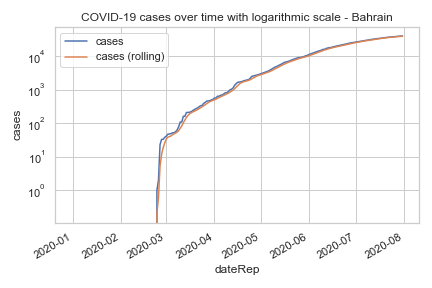 COVID-19 cases over time with logarithmic scale - Bahrain
cases
cases (rolling)
10^4
10^3
10^2
10^1
10^0
cases
2020-01
2020-02
2020-03
2020-04
2020-05
2020-06
2020-07
2020-08
dateRep